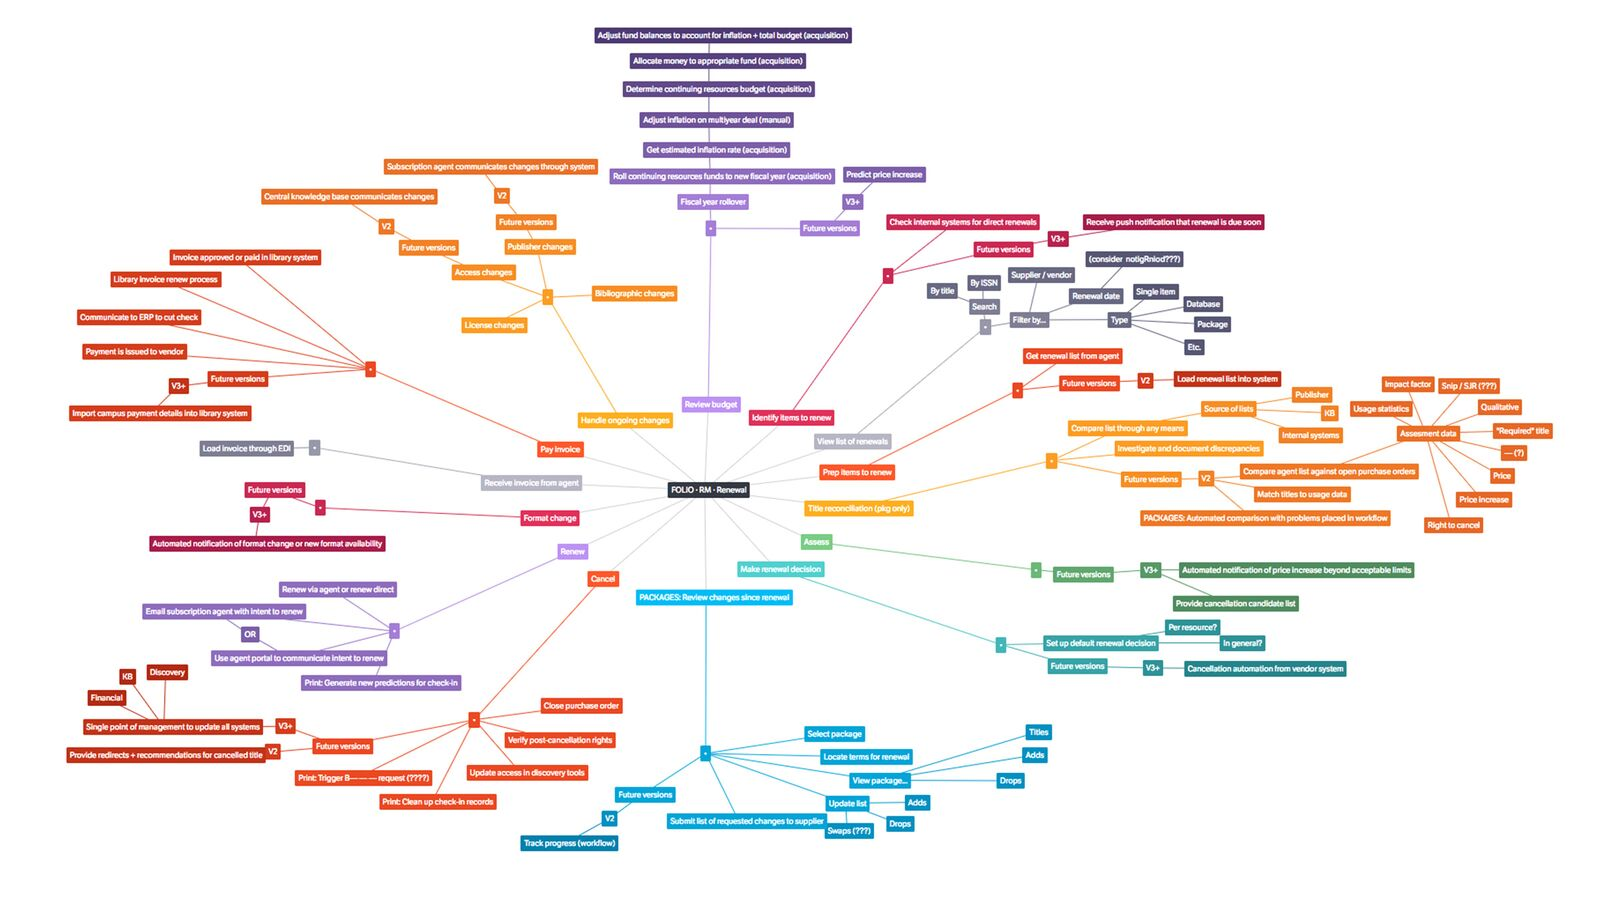 Adjust fund balances to account for inflation + total budget (acquisition)
Allocate money to appropriate fund (acquisition)
Determine continuing resources budget (acquisition)
Adjust inflation on multiyear deal (manual)
Get estimated inflation rate (acquisition)
Roll continuing resources funds to new fiscal year (acquisition)
Fiscal year rollover
Predict price increase
V3+
Future versions
Review budget
Check internal systems for direct renewals
Receive push notification that renewal is due soon
V3+
Future versions
Identify items to renew
By title
By ISSN
Search
Supplier / vendor
(consider notigRniod???)
Renewal date
Filter by...
Type
Single item
Database
Package
Etc.
View list of renewals
Get renewal list from agent
Future versions
V2
Load renewal list into system
Prep items to renew
Publisher
Source of lists
KB
Internal systems
Compare list through any means
Investigate and document discrepancies
Future versions
V2
Compare agent list against open purchase orders
Match titles to usage data
PACKAGES: Automated comparison with problems placed in workflow
Title reconciliation (pkg only)
Impact factor
Snip / SJR (???)
Usage statistics
Qualitative
Assesment data
"Required" title
— (?)
Price
Price increase
Right to cancel
Assess
Future versions
V3+
Automated notification of price increase beyond acceptable limits
Provide cancellation candidate list
Make renewal decision
Set up default renewal decision
Per resource?
In general?
Future versions
V3+
Cancellation automation from vendor system
PACKAGES: Review changes since renewal
Select package
Locate terms for renewal
View package...
Titles
Adds
Drops
Update list
Adds
Drops
Swaps (???)
Submit list of requested changes to supplier
Future versions
V2
Track progress (workflow)
Cancel
Close purchase order
Verify post-cancellation rights
Update access in discovery tools
Print: Clean up check-in records
Print: Trigger B——— request (????)
Future versions
V3+
Single point of management to update all systems
KB
Discovery
Financial
V2
Provide redirects + recommendations for cancelled title
Renew
Renew via agent or renew direct
Email subscription agent with intent to renew
OR
Use agent portal to communicate intent to renew
Print: Generate new predictions for check-in
Format change
Future versions
V3+
Automated notification of format change or new format availability
Receive invoice from agent
Load invoice through EDI
Pay invoice
Invoice approved or paid in library system
Library invoice renew process
Communicate to ERP to cut check
Payment is issued to vendor
Future versions
V3+
Import campus payment details into library system
Handle ongoing changes
Subscription agent communicates changes through system
V2
Future versions
Publisher changes
Central knowledge base communicates changes
V2
Future versions
Access changes
Bibliographic changes
License changes
FOLIO · RM · Renewal